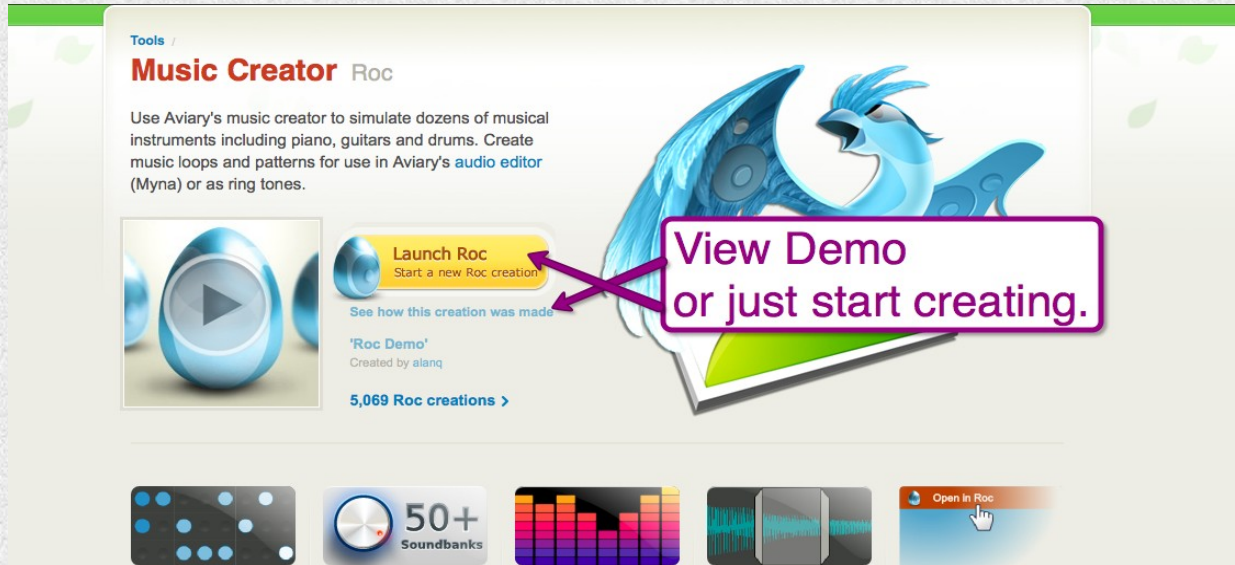 Tools /
Music Creator Roc
Use Aviary's music creator to simulate dozens of musical
instruments including piano, guitars and drums. Create
music loops and patterns for use in Aviary's audio editor
(Myna) or as ring tones.
Launch Roc
Start a new Roc creation
See how this creation was made
'Roc Demo'
Created by alanq
5,069 Roc creations >
View Demo
or just start creating.
50+
Soundbanks
Open in Roc